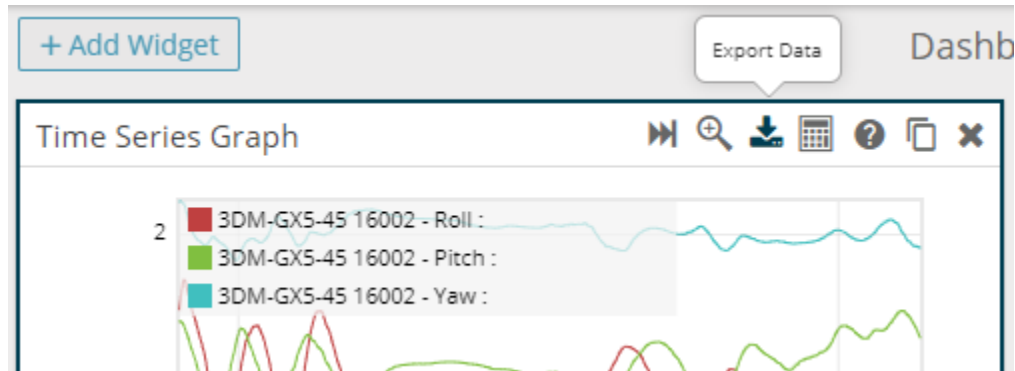 + Add Widget
Export Data
Dashb
Time Series Graph
2
3DM-GX5-45 16002 - Roll :
3DM-GX5-45 16002 - Pitch :
3DM-GX5-45 16002 - Yaw :